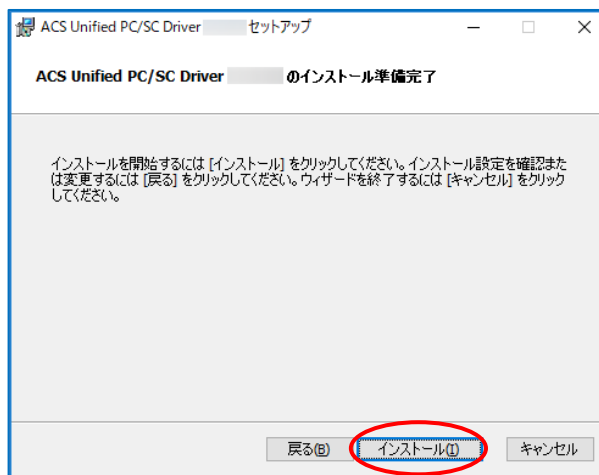 ACS Unified PC/SC Driver セットアップ
ACS Unified PC/SC Driver のインストール準備完了
インストールを開始するには [インストール] をクリックしてください。インストール設定を確認また
は変更するには [戻る] をクリックしてください。ウィザードを終了するには [キャンセル] をクリック
してください。
戻る(B) インストール(I) キャンセル